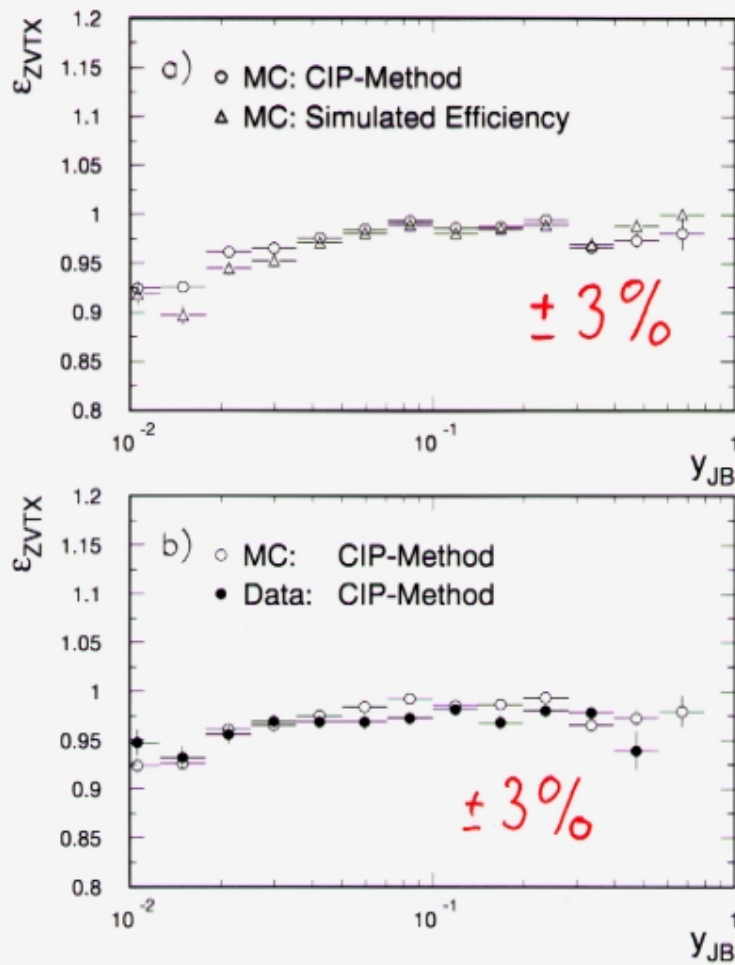 ε_ZVTX
1.2
1.15
1.1
1.05
1
0.95
0.9
0.85
0.8
a)
○ MC: CIP-Method
△ MC: Simulated Efficiency
± 3%
10^-2
10^-1
1
y_JB
ε_ZVTX
1.2
1.15
1.1
1.05
1
0.95
0.9
0.85
0.8
b)
○ MC: CIP-Method
● Data: CIP-Method
± 3%
10^-2
10^-1
1
y_JB